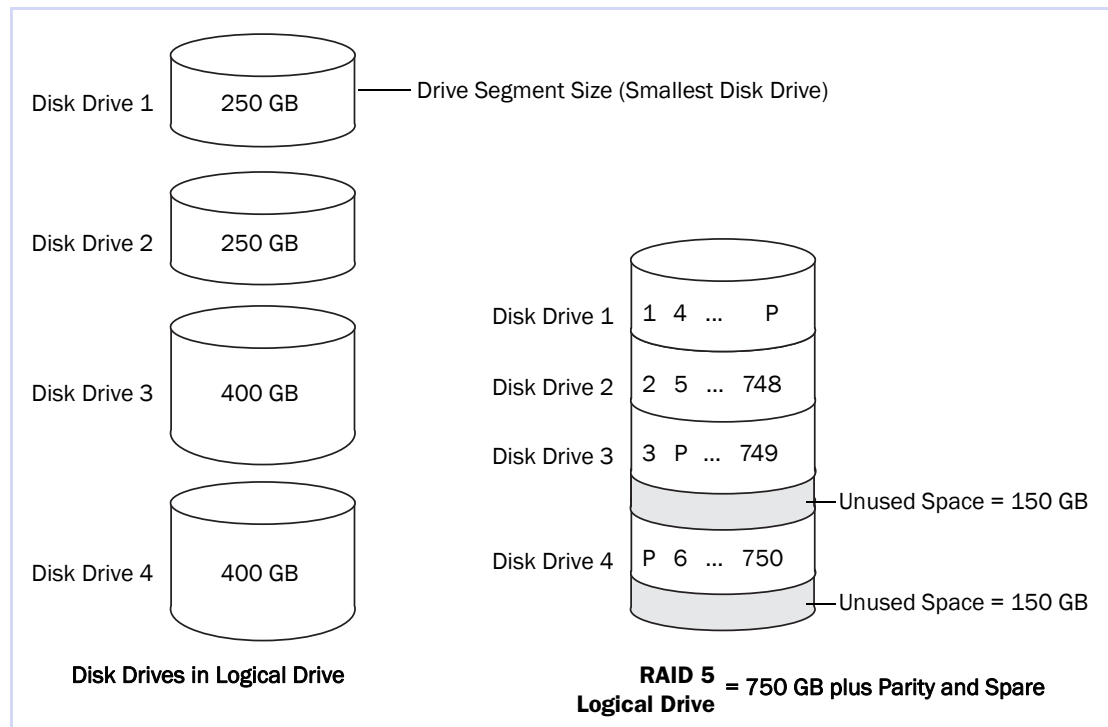 Disk Drive 1
250 GB
Drive Segment Size (Smallest Disk Drive)
Disk Drive 2
250 GB
Disk Drive 3
400 GB
Disk Drive 4
400 GB
Disk Drives in Logical Drive
Disk Drive 1
1 4 ... P
Disk Drive 2
2 5 ... 748
Disk Drive 3
3 P ... 749
Unused Space = 150 GB
Disk Drive 4
P 6 ... 750
Unused Space = 150 GB
RAID 5
Logical Drive
= 750 GB plus Parity and Spare